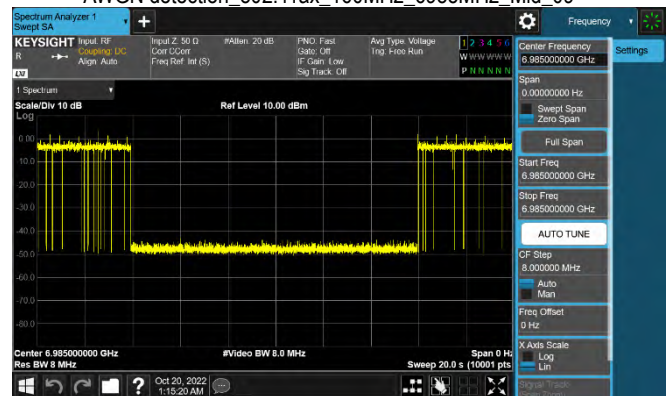 Spectrum Analyzer 1
Swept SA
Frequency
KEYSIGHT
R
LXI
Input: RF
Coupling: DC
Align: Auto
Input Z: 50 Ω
Corr CCorr
Freq Ref: Int (S)
#Atten: 20 dB
PNO: Fast
Gate: Off
IF Gain: Low
Sig Track: Off
Avg Type: Voltage
Trig: Free Run
1 2 3 4 5 6
W W W W W W
P N N N N N
Center Frequency
6.985000000 GHz
Settings
Span
0.00000000 Hz
Swept Span
Zero Span
Full Span
Start Freq
6.985000000 GHz
Stop Freq
6.985000000 GHz
AUTO TUNE
CF Step
8.000000 MHz
Auto
Man
Freq Offset
0 Hz
X Axis Scale
Log
Lin
1 Spectrum
Scale/Div 10 dB
Ref Level 10.00 dBm
Log
0.00
-10.0
-20.0
-30.0
-40.0
-50.0
-60.0
-70.0
-80.0
Center 6.985000000 GHz
#Video BW 8.0 MHz
Span 0 Hz
Res BW 8 MHz
Sweep 20.0 s (10001 pts
?
Oct 20, 2022
1:15:20 AM